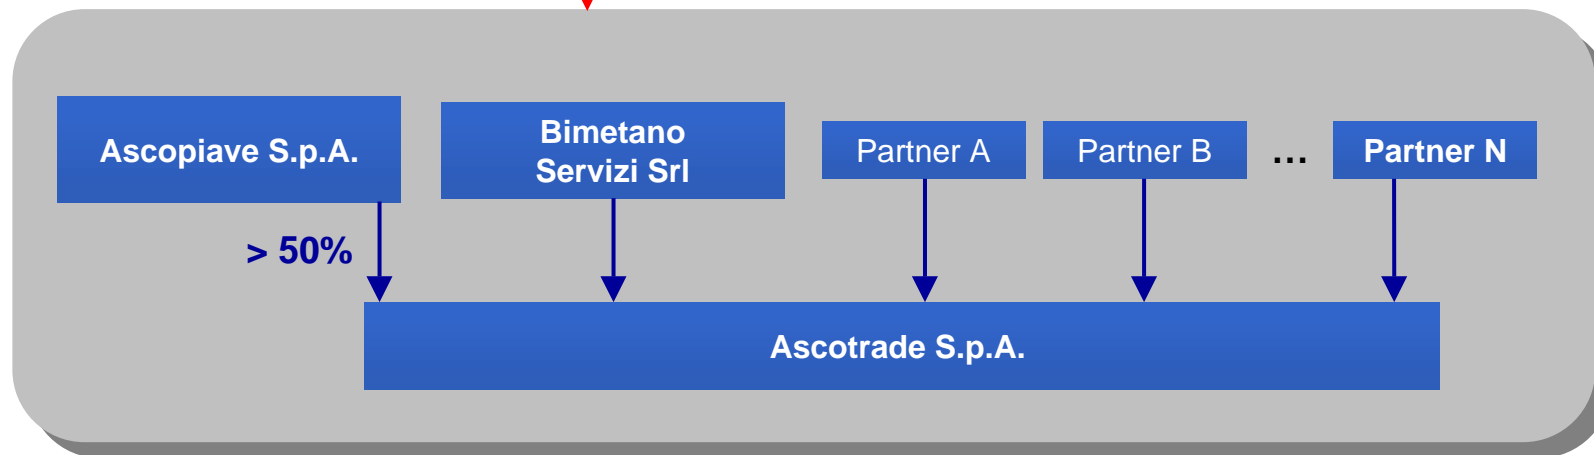 Ascopiave S.p.A.
Bimetano
Servizi Srl
Partner A
Partner B
...
Partner N
> 50%
Ascotrade S.p.A.